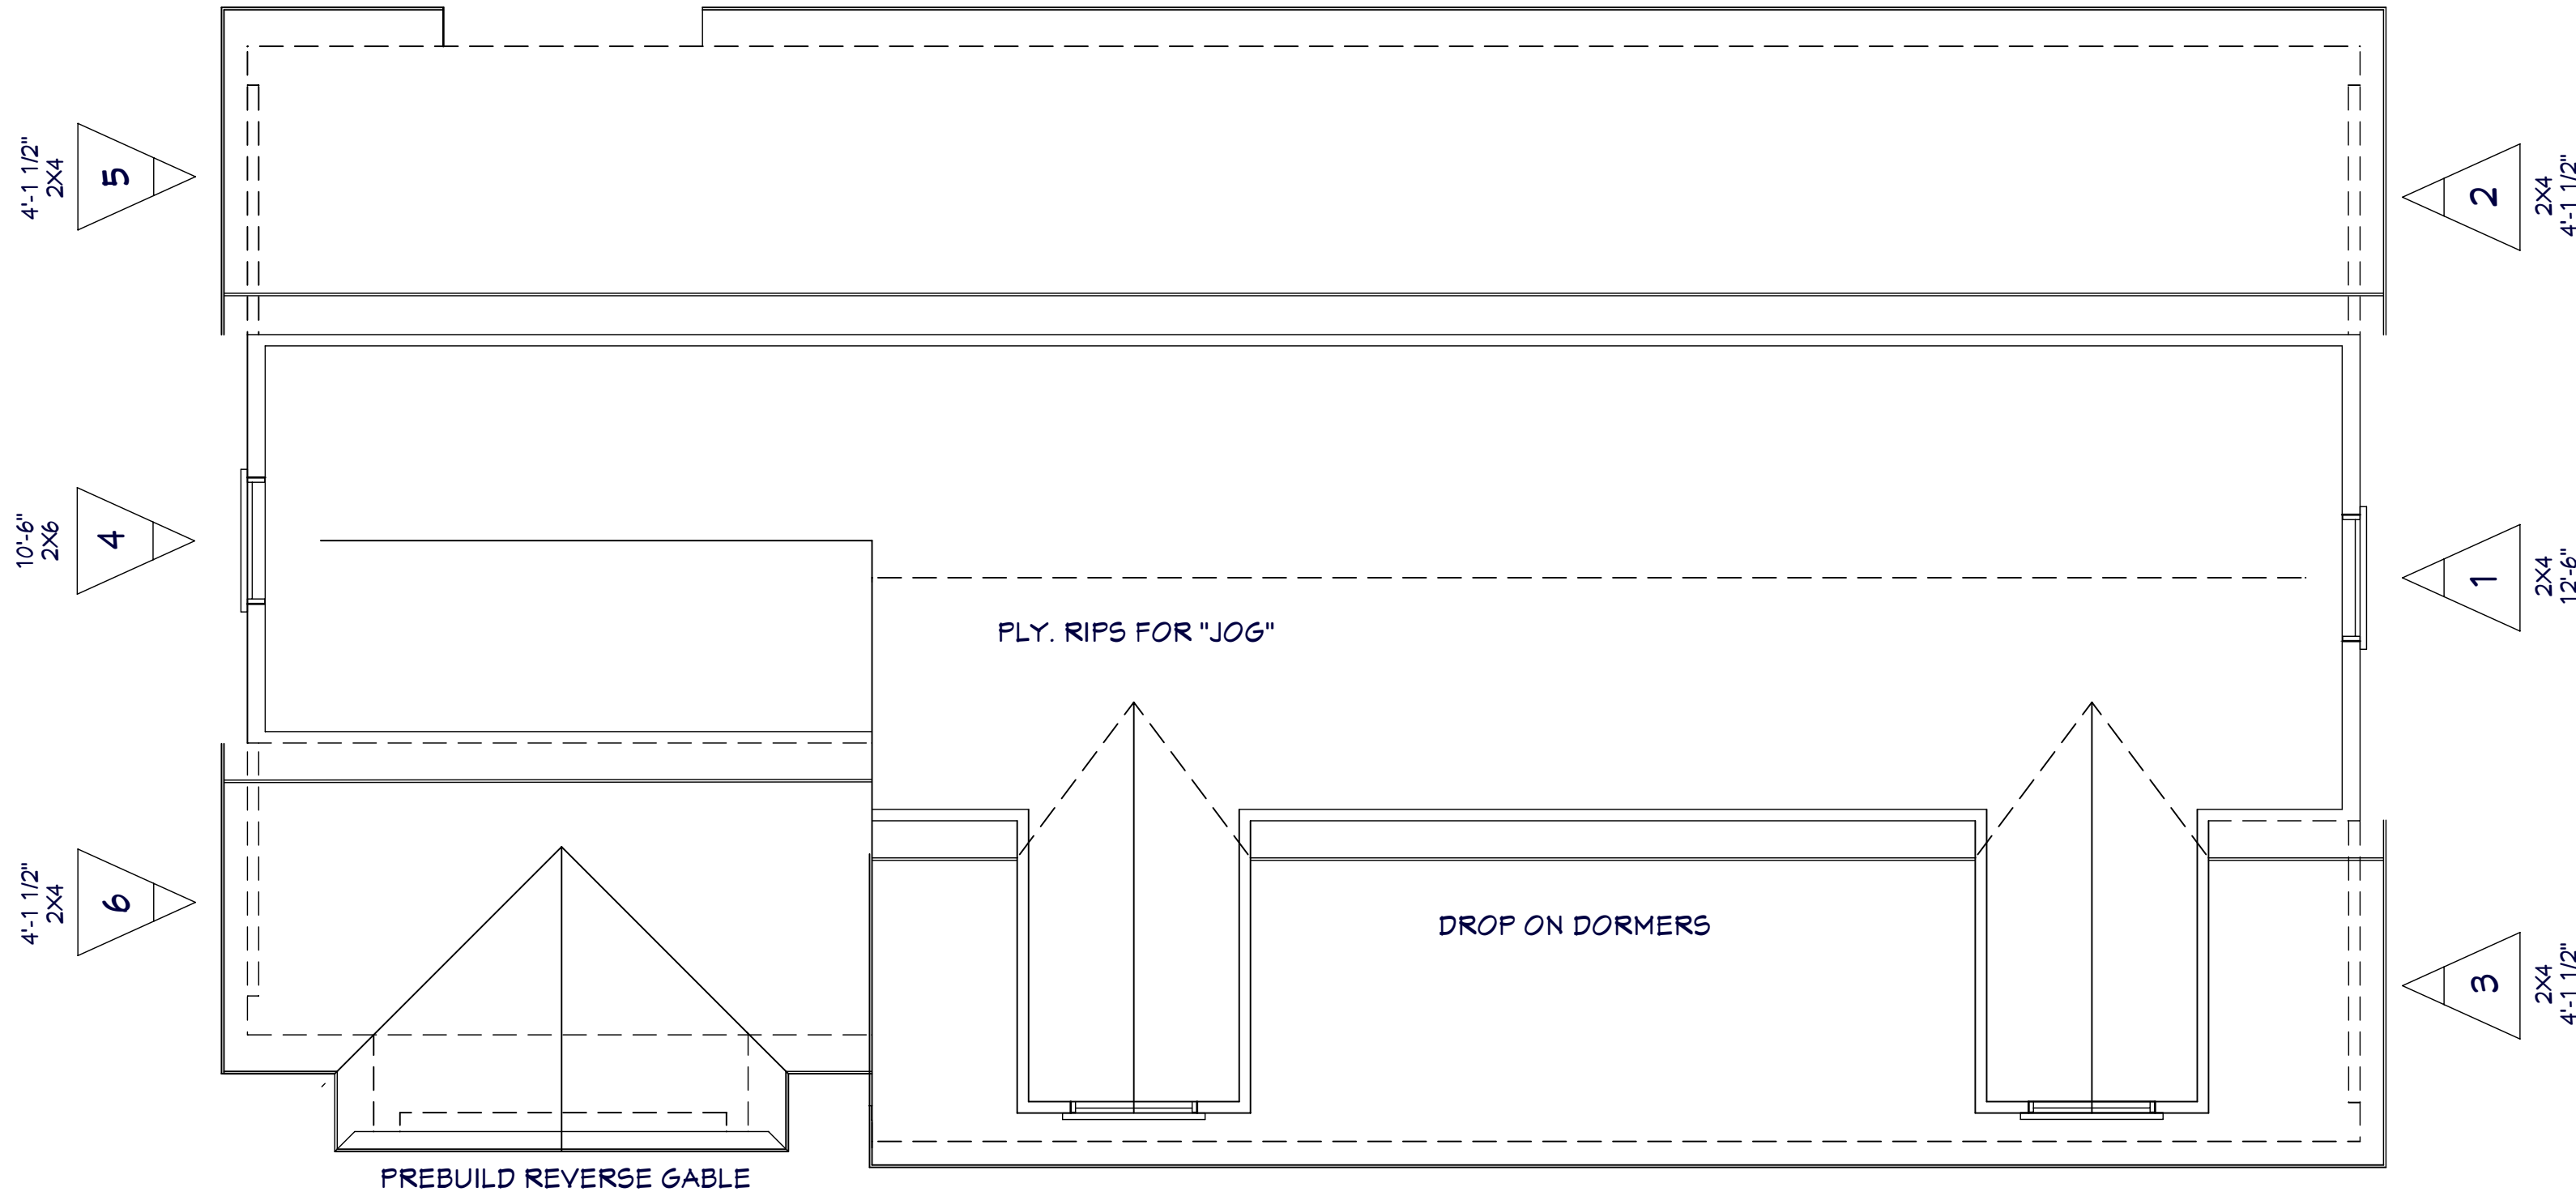 4'-1 1/2"
2X4
5
2
2X4
4'-1 1/2"
10'-6"
2X6
4
1
2X4
12'-6"
PLY. RIPS FOR "JOG"
4'-1 1/2"
2X4
6
DROP ON DORMERS
3
2X4
4'-1 1/2"
PREBUILD REVERSE GABLE